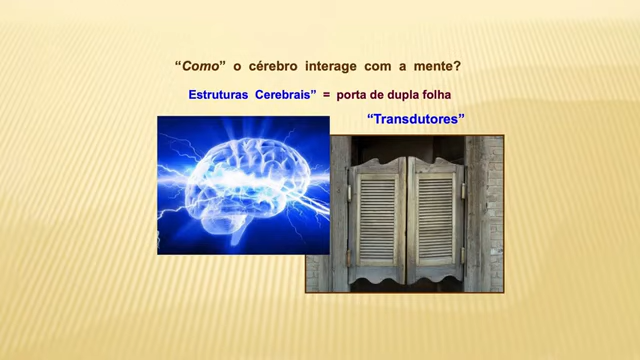 “Como” o cérebro interage com a mente?
Estruturas Cerebrais” = porta de dupla folha
“Transdutores”